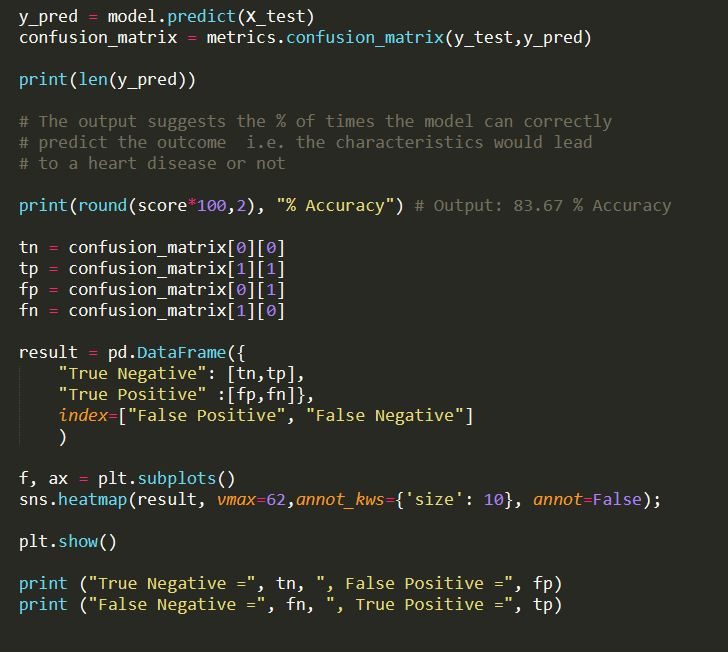 y_pred = model.predict(X_test)
confusion_matrix = metrics.confusion_matrix(y_test,y_pred)
print(len(y_pred))
# The output suggests the % of times the model can correctly
# predict the outcome  i.e. the characteristics would lead
# to a heart disease or not
print(round(score*100,2), "% Accuracy") # Output: 83.67 % Accuracy
tn = confusion_matrix[0][0]
tp = confusion_matrix[1][1]
fp = confusion_matrix[0][1]
fn = confusion_matrix[1][0]
result = pd.DataFrame({
    "True Negative": [tn,tp],
    "True Positive" :[fp,fn]},
    index=["False Positive", "False Negative"]
    )
f, ax = plt.subplots()
sns.heatmap(result, vmax=62,annot_kws={'size': 10}, annot=False);
plt.show()
print ("True Negative =", tn, ", False Positive =", fp)
print ("False Negative =", fn, ", True Positive =", tp)